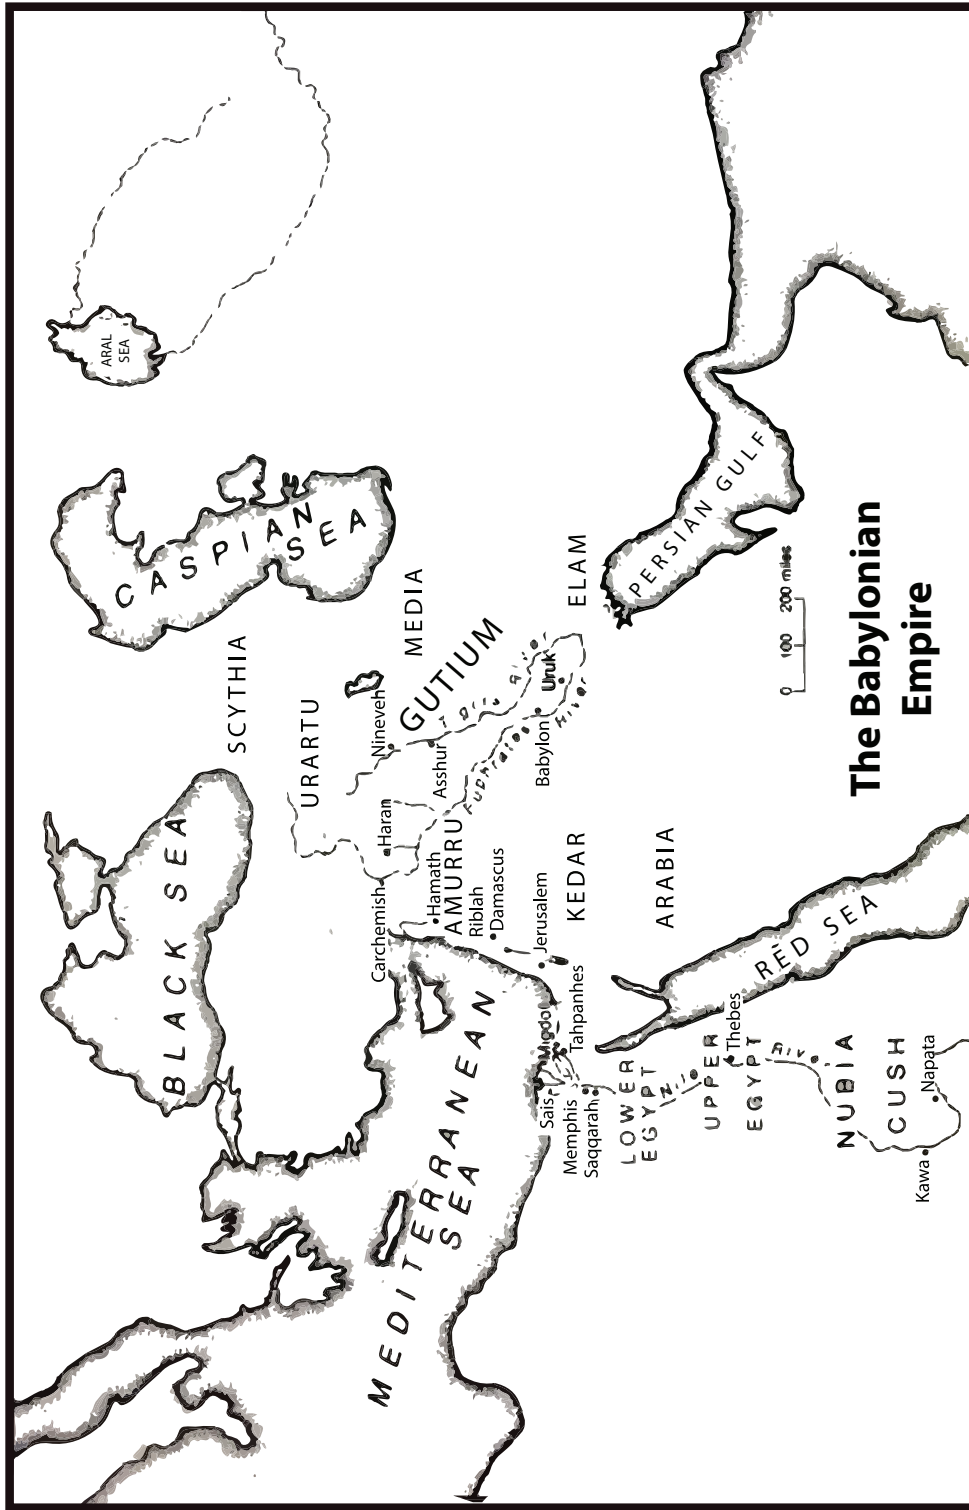 ARAL
SEA
CASPIAN
SEA
BLACK SEA
SCYTHIA
URARTU
MEDIA
GUTIUM
ELAM
PERSIAN GULF
Nineveh
Asshur
Haran
Carchemish
Tigris
Euphrates River
Uruk
Babylon
Hamath
AMURRU
Riblah
Damascus
Jerusalem
KEDAR
ARABIA
MEDITERRANEAN
SEA
Migdol
Tahpanhes
Sais
Memphis
Saqqarah
LOWER
EGYPT
Nile River
UPPER
EGYPT
Thebes
RED SEA
NUBIA
CUSH
Napata
Kawa
0 100 200 miles
The Babylonian
Empire